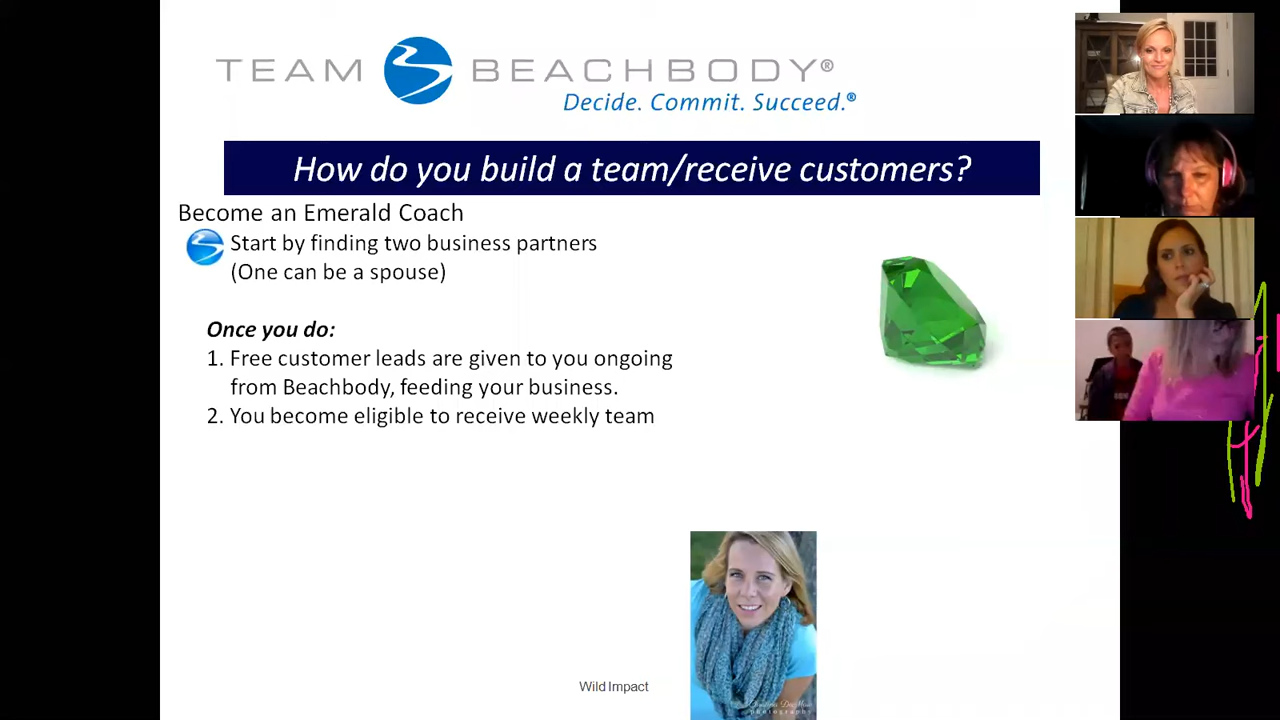 TEAM BEACHBODY®
Decide. Commit. Succeed.®
How do you build a team/receive customers?
Become an Emerald Coach
Start by finding two business partners
(One can be a spouse)
Once you do:
1. Free customer leads are given to you ongoing
from Beachbody, feeding your business.
2. You become eligible to receive weekly team
Wild Impact
photography